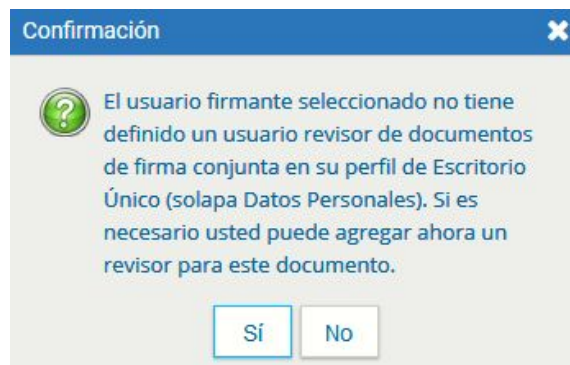 Confirmación
El usuario firmante seleccionado no tiene
definido un usuario revisor de documentos
de firma conjunta en su perfil de Escritorio
Único (solapa Datos Personales). Si es
necesario usted puede agregar ahora un
revisor para este documento.
Sí
No